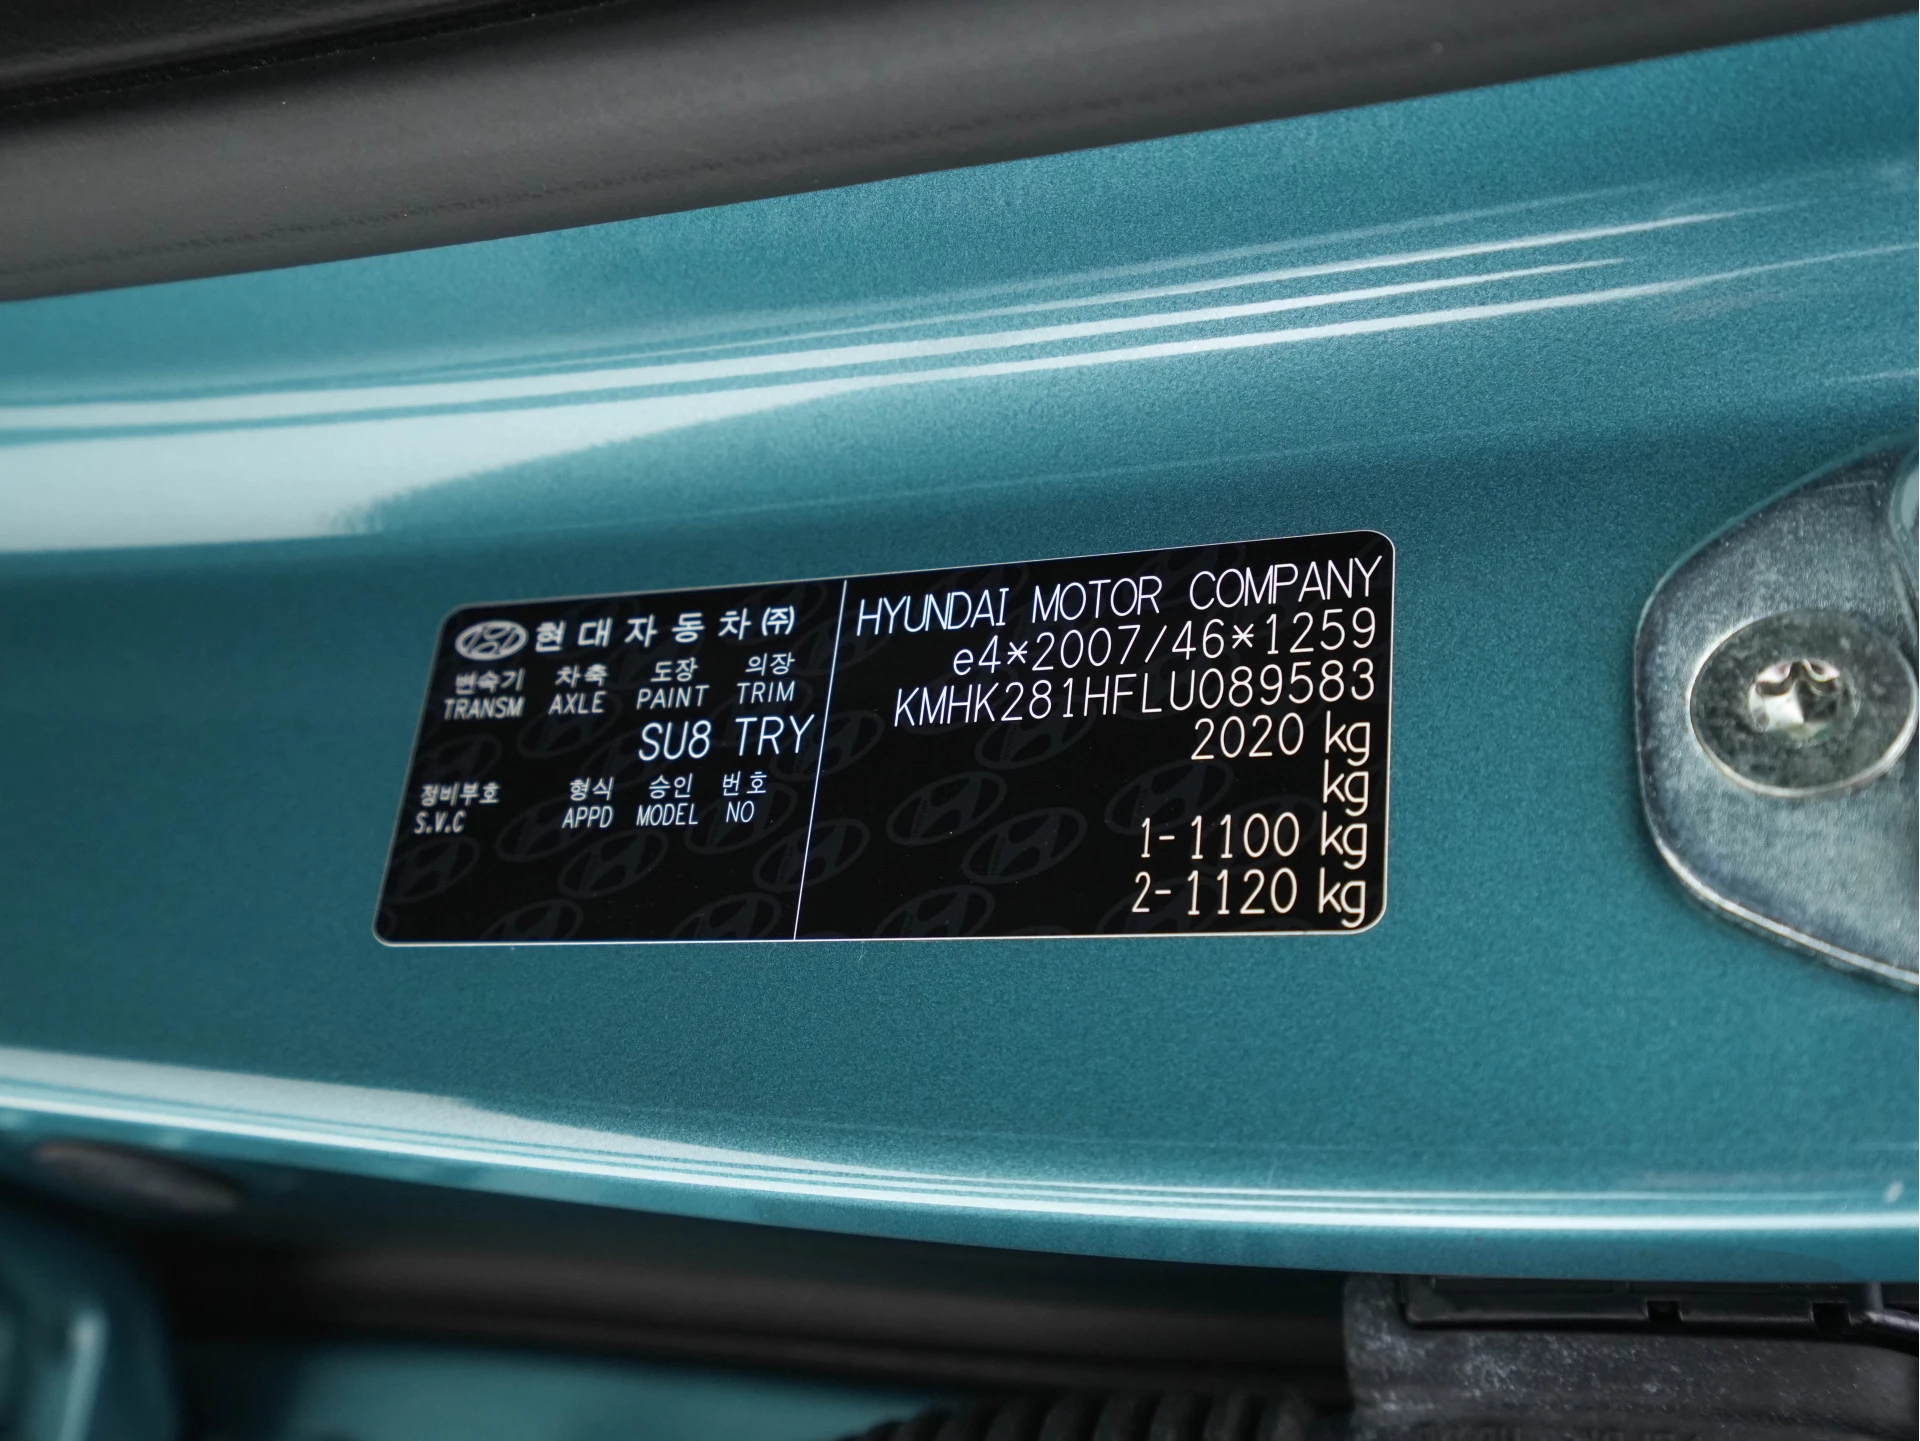 현대자동차㈜
변속기 차축 도장 의장
TRANSM AXLE PAINT TRIM
SU8 TRY
정비부호 형식 승인 번호
S.V.C APPD MODEL NO
HYUNDAI MOTOR COMPANY
e4*2007/46*1259
KMHK281HFLU089583
2020 kg
kg
1- 1100 kg
2- 1120 kg